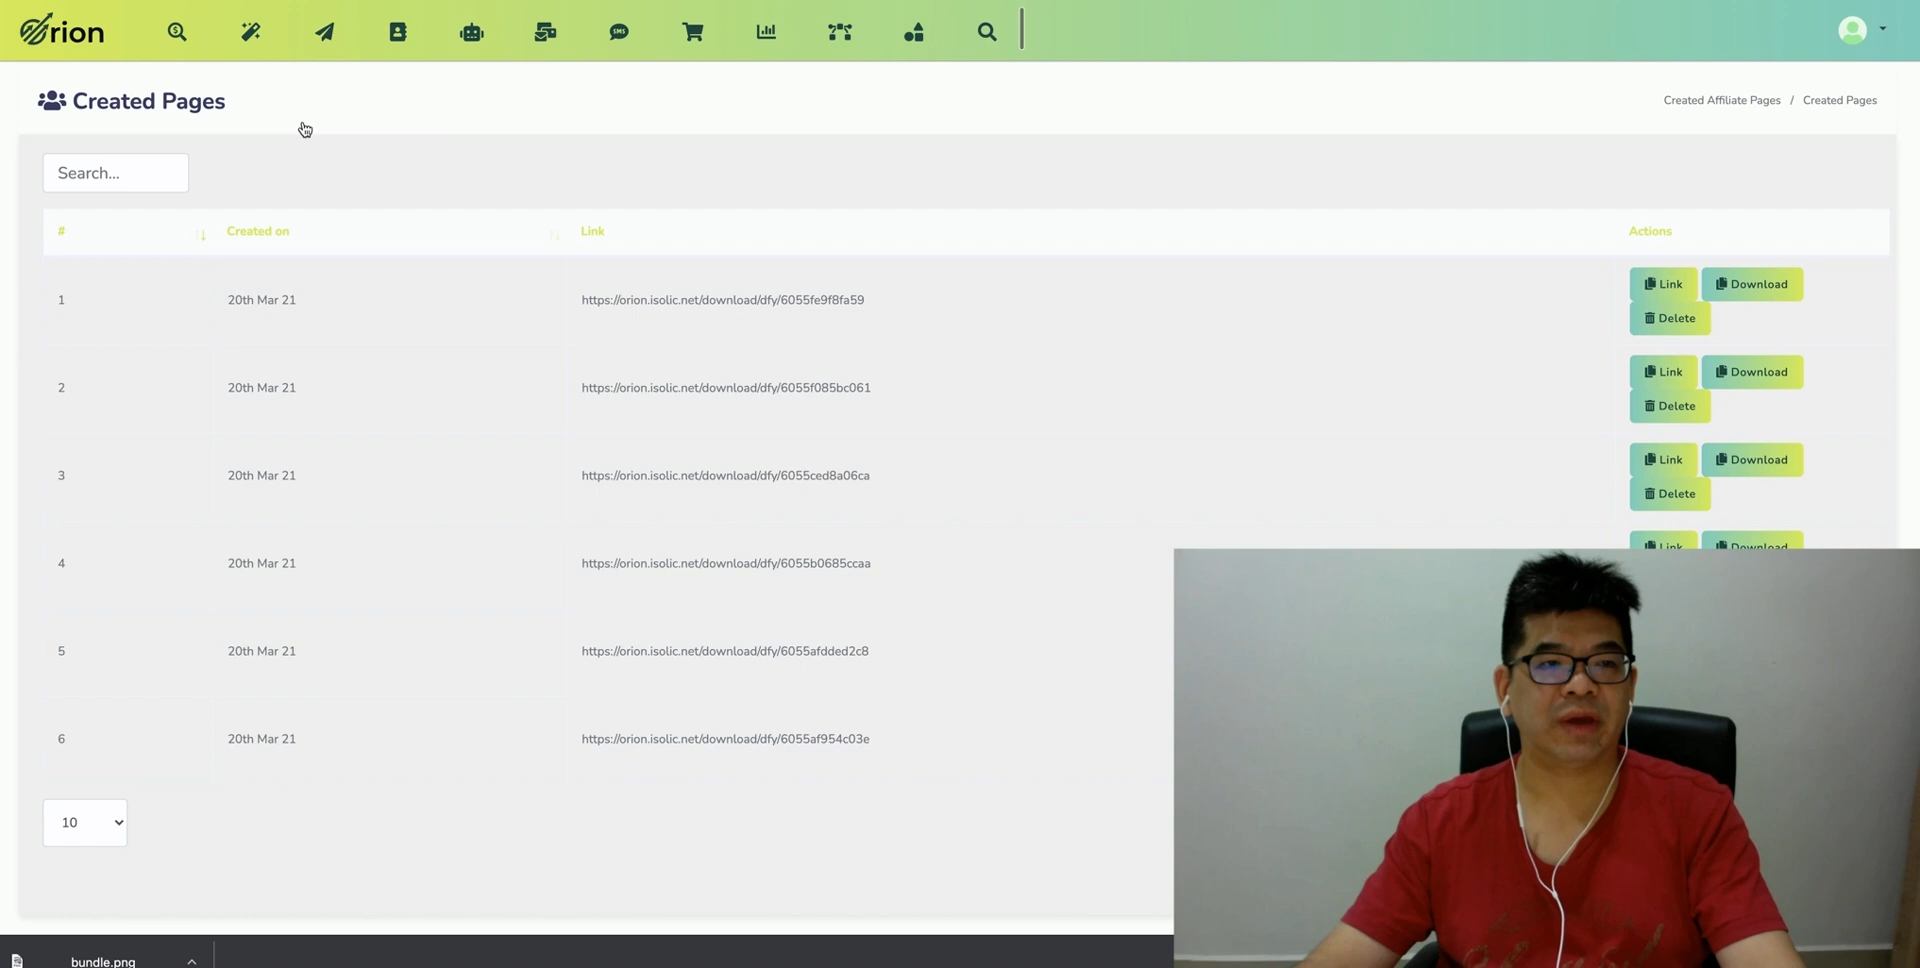 Orion
SMS
Created Pages
Created Affiliate Pages / Created Pages
Search...
# Created on Link Actions
1 20th Mar 21 https://orion.isolic.net/download/dfy/6055fe9f8fa59 Link Download
Delete
2 20th Mar 21 https://orion.isolic.net/download/dfy/6055f085bc061 Link Download
Delete
3 20th Mar 21 https://orion.isolic.net/download/dfy/6055ced8a06ca Link Download
Delete
4 20th Mar 21 https://orion.isolic.net/download/dfy/6055b0685ccaa Link Download
5 20th Mar 21 https://orion.isolic.net/download/dfy/6055afdded2c8
6 20th Mar 21 https://orion.isolic.net/download/dfy/6055af954c03e
10
bundle.png